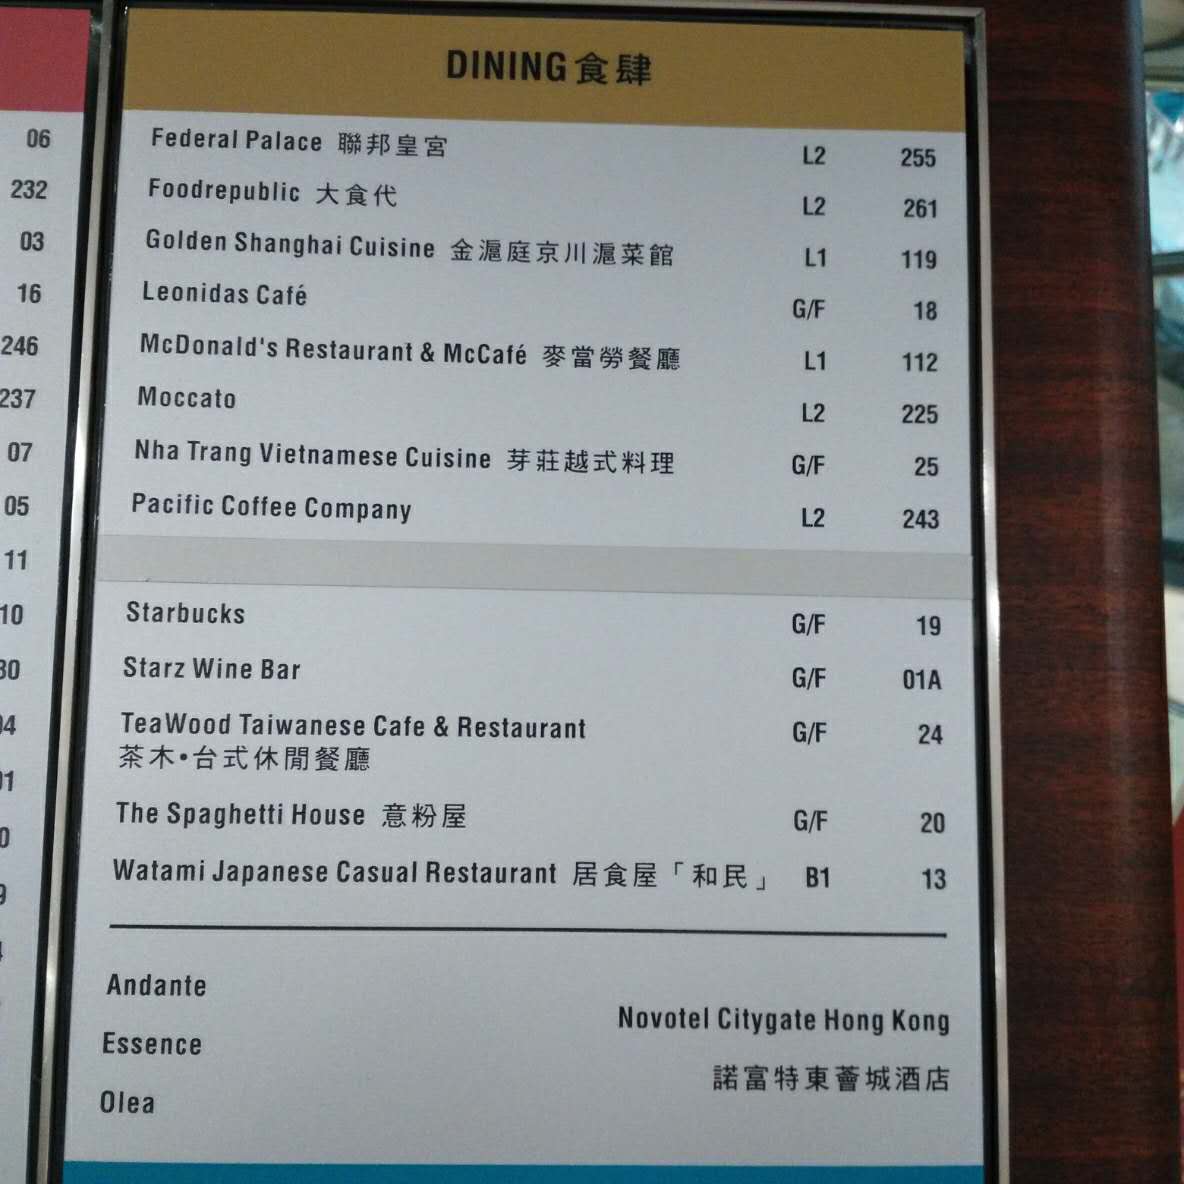 DINING 食肆
06
232
03
16
246
237
07
05
11
10
Federal Palace 聯邦皇宮 L2 255
Foodrepublic 大食代 L2 261
Golden Shanghai Cuisine 金滬庭京川滬菜館 L1 119
Leonidas Café G/F 18
McDonald's Restaurant & McCafé 麥當勞餐廳 L1 112
Moccato L2 225
Nha Trang Vietnamese Cuisine 芽莊越式料理 G/F 25
Pacific Coffee Company L2 243
Starbucks G/F 19
Starz Wine Bar G/F 01A
TeaWood Taiwanese Cafe & Restaurant G/F 24
茶木•台式休閒餐廳
The Spaghetti House 意粉屋 G/F 20
Watami Japanese Casual Restaurant 居食屋「和民」 B1 13
Andante
Essence
Olea
Novotel Citygate Hong Kong
諾富特東薈城酒店